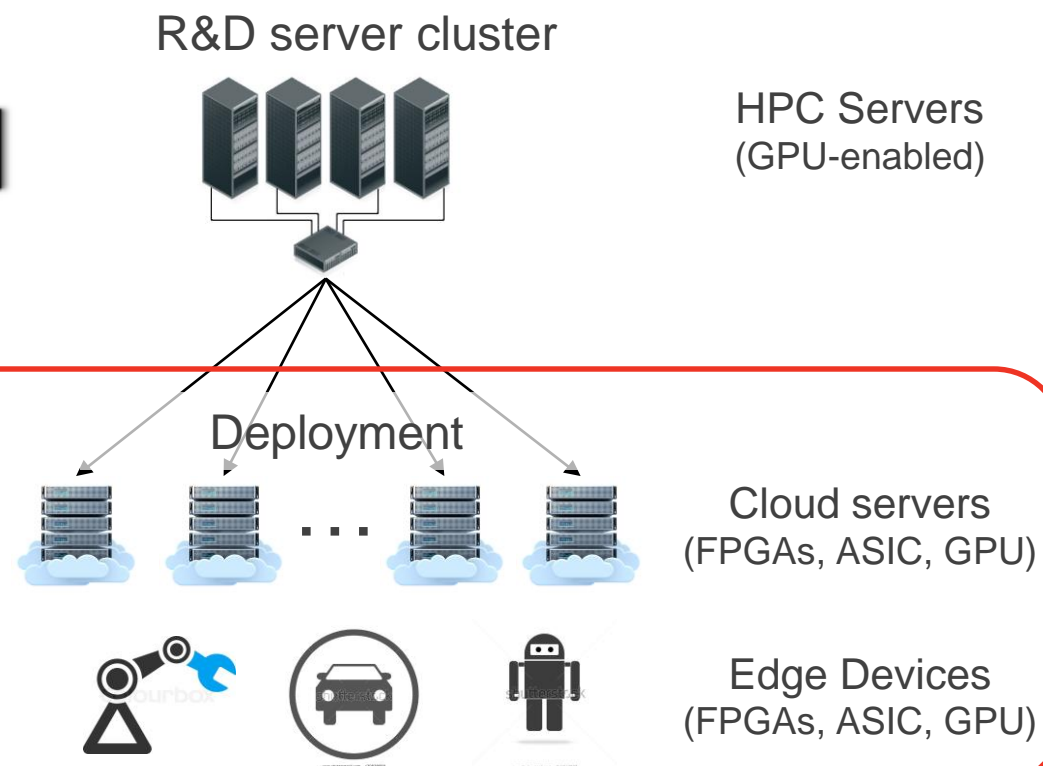 R&D server cluster
HPC Servers
(GPU-enabled)
Deployment
...
Cloud servers
(FPGAs, ASIC, GPU)
Edge Devices
(FPGAs, ASIC, GPU)